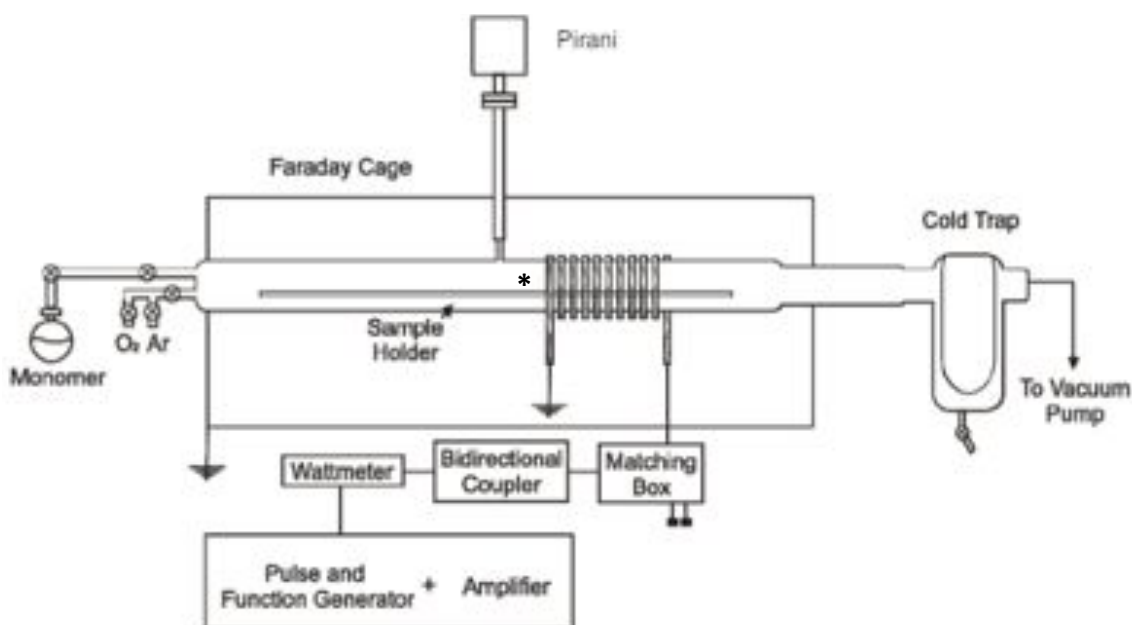 Pirani
Faraday Cage
Cold Trap
*
Sample
Holder
O₂ Ar
Monomer
To Vacuum
Pump
Wattmeter
Bidirectional
Coupler
Matching
Box
Pulse and
Function Generator + Amplifier